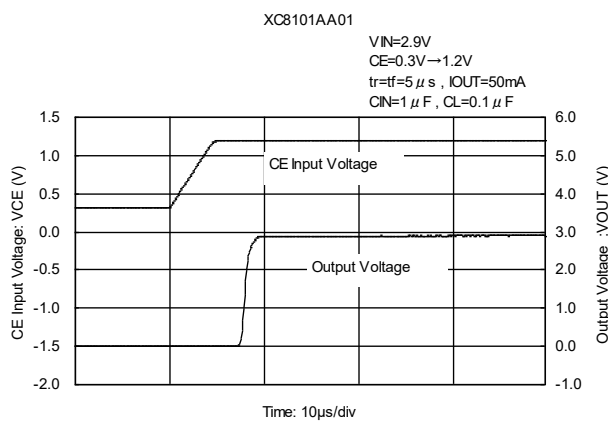 XC8101AA01
VIN=2.9V
CE=0.3V→1.2V
tr=tf=5μs , IOUT=50mA
CIN=1μF , CL=0.1μF
CE Input Voltage: VCE (V)
1.5
1.0
0.5
0.0
-0.5
-1.0
-1.5
-2.0
CE Input Voltage
Output Voltage
6.0
5.0
4.0
3.0
2.0
1.0
0.0
-1.0
Output Voltage :VOUT (V)
Time: 10μs/div